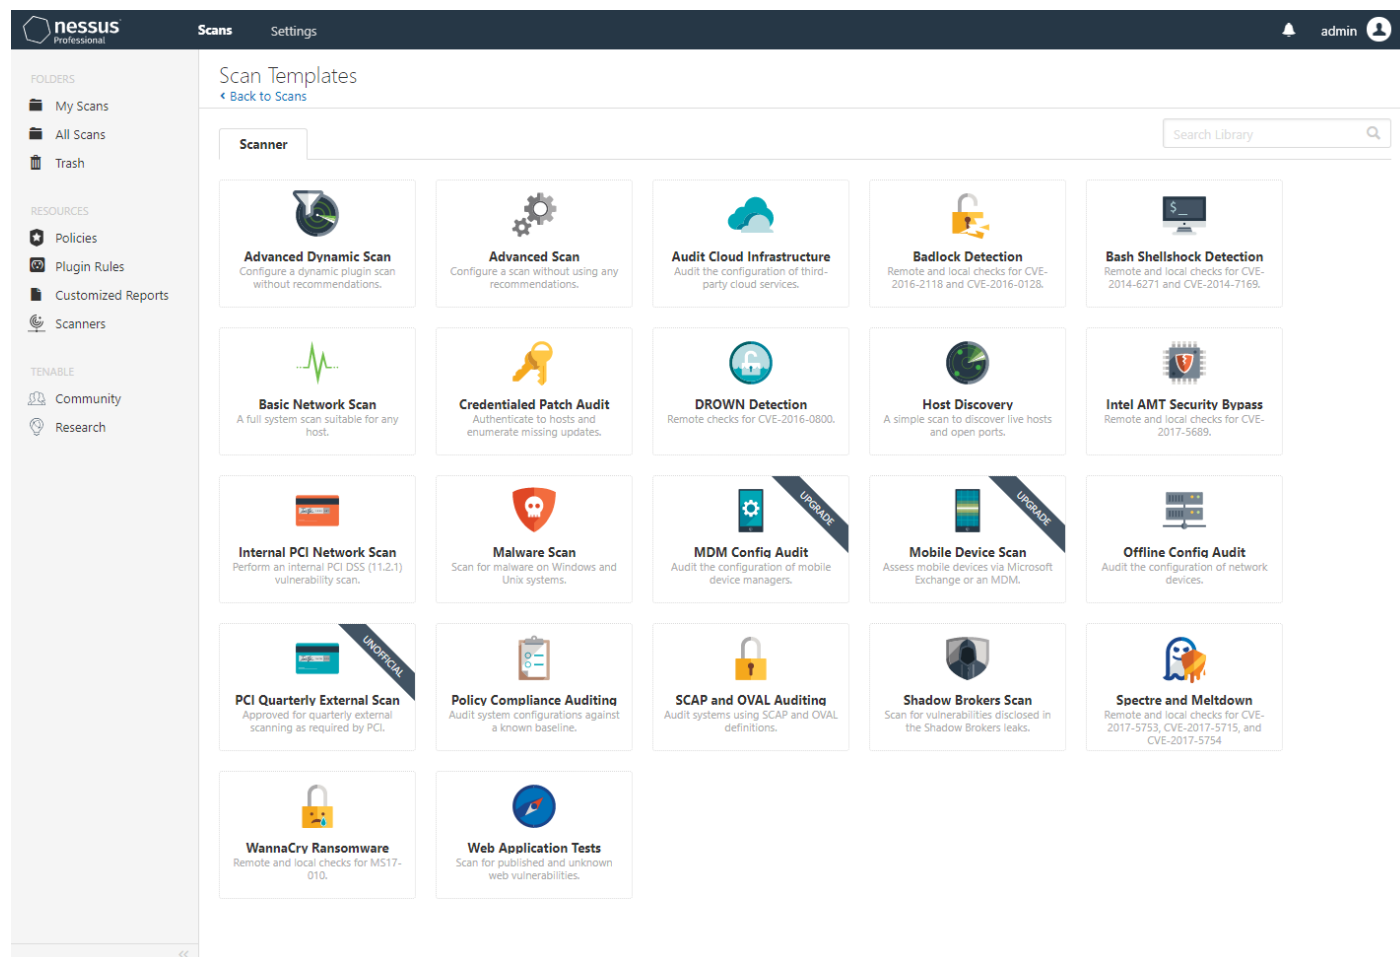 nessus
Professional
Scans
Settings
admin
FOLDERS
My Scans
All Scans
Trash
RESOURCES
Policies
Plugin Rules
Customized Reports
Scanners
TENABLE
Community
Research
Scan Templates
Back to Scans
Scanner
Search Library
Advanced Dynamic Scan
Configure a dynamic plugin scan
without recommendations.
Advanced Scan
Configure a scan without using any
recommendations.
Audit Cloud Infrastructure
Audit the configuration of third-
party cloud services.
Badlock Detection
Remote and local checks for CVE-
2016-2118 and CVE-2016-0128.
$_
Bash Shellshock Detection
Remote and local checks for CVE-
2014-6271 and CVE-2014-7169.
Basic Network Scan
A full system scan suitable for any
host.
Credentialed Patch Audit
Authenticate to hosts and
enumerate missing updates.
DROWN Detection
Remote checks for CVE-2016-0800.
Host Discovery
A simple scan to discover live hosts
and open ports.
Intel AMT Security Bypass
Remote and local checks for CVE-
2017-5689.
Internal PCI Network Scan
Perform an internal PCI DSS (11.2.1)
vulnerability scan.
Malware Scan
Scan for malware on Windows and
Unix systems.
UPGRADE
MDM Config Audit
Audit the configuration of mobile
device managers.
UPGRADE
Mobile Device Scan
Assess mobile devices via Microsoft
Exchange or an MDM.
Offline Config Audit
Audit the configuration of network
devices.
UNOFFICIAL
PCI Quarterly External Scan
Approved for quarterly external
scanning as required by PCI.
Policy Compliance Auditing
Audit system configurations against
a known baseline.
SCAP and OVAL Auditing
Audit systems using SCAP and OVAL
definitions.
Shadow Brokers Scan
Scan for vulnerabilities disclosed in
the Shadow Brokers leaks.
Spectre and Meltdown
Remote and local checks for CVE-
2017-5753, CVE-2017-5715, and
CVE-2017-5754
WannaCry Ransomware
Remote and local checks for MS17-
010.
Web Application Tests
Scan for published and unknown
web vulnerabilities.